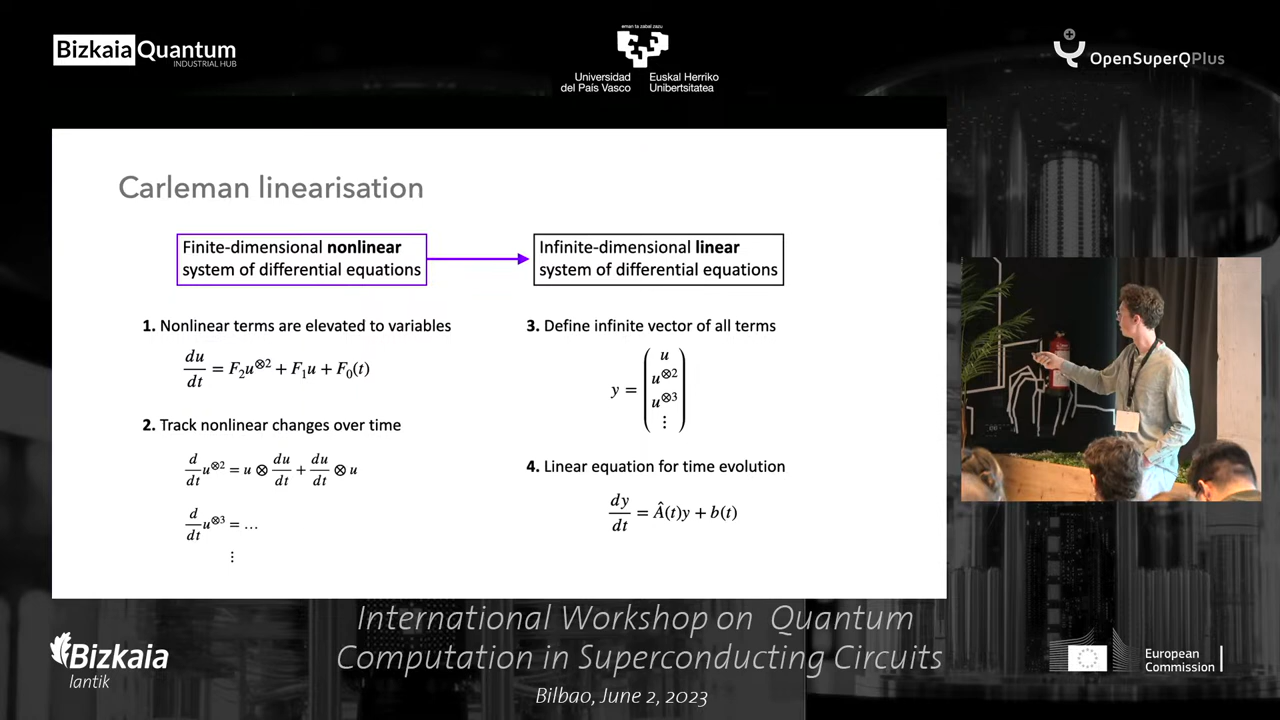 Bizkaia Quantum
INDUSTRIAL HUB
eman ta zabal zazu
Universidad del País Vasco
Euskal Herriko Unibertsitatea
OpenSuperQPlus
Carleman linearisation
Finite-dimensional nonlinear
system of differential equations
Infinite-dimensional linear
system of differential equations
1. Nonlinear terms are elevated to variables
du/dt = F₂u^⊗2 + F₁u + F₀(t)
2. Track nonlinear changes over time
d/dt u^⊗2 = u ⊗ du/dt + du/dt ⊗ u
d/dt u^⊗3 = …
⋮
3. Define infinite vector of all terms
y = (u
u^⊗2
u^⊗3
⋮)
4. Linear equation for time evolution
dy/dt = Â(t)y + b(t)
International Workshop on Quantum
Computation in Superconducting Circuits
Bilbao, June 2, 2023
Bizkaia
lantik
European
Commission